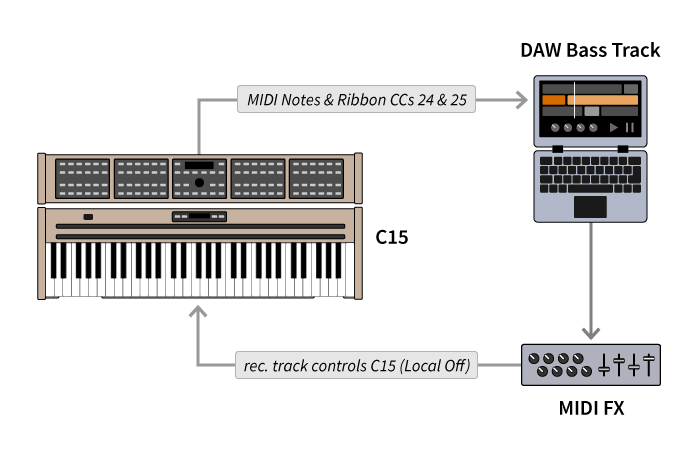 DAW Bass Track
MIDI Notes & Ribbon CCs 24 & 25
C15
rec. track controls C15 (Local Off)
MIDI FX